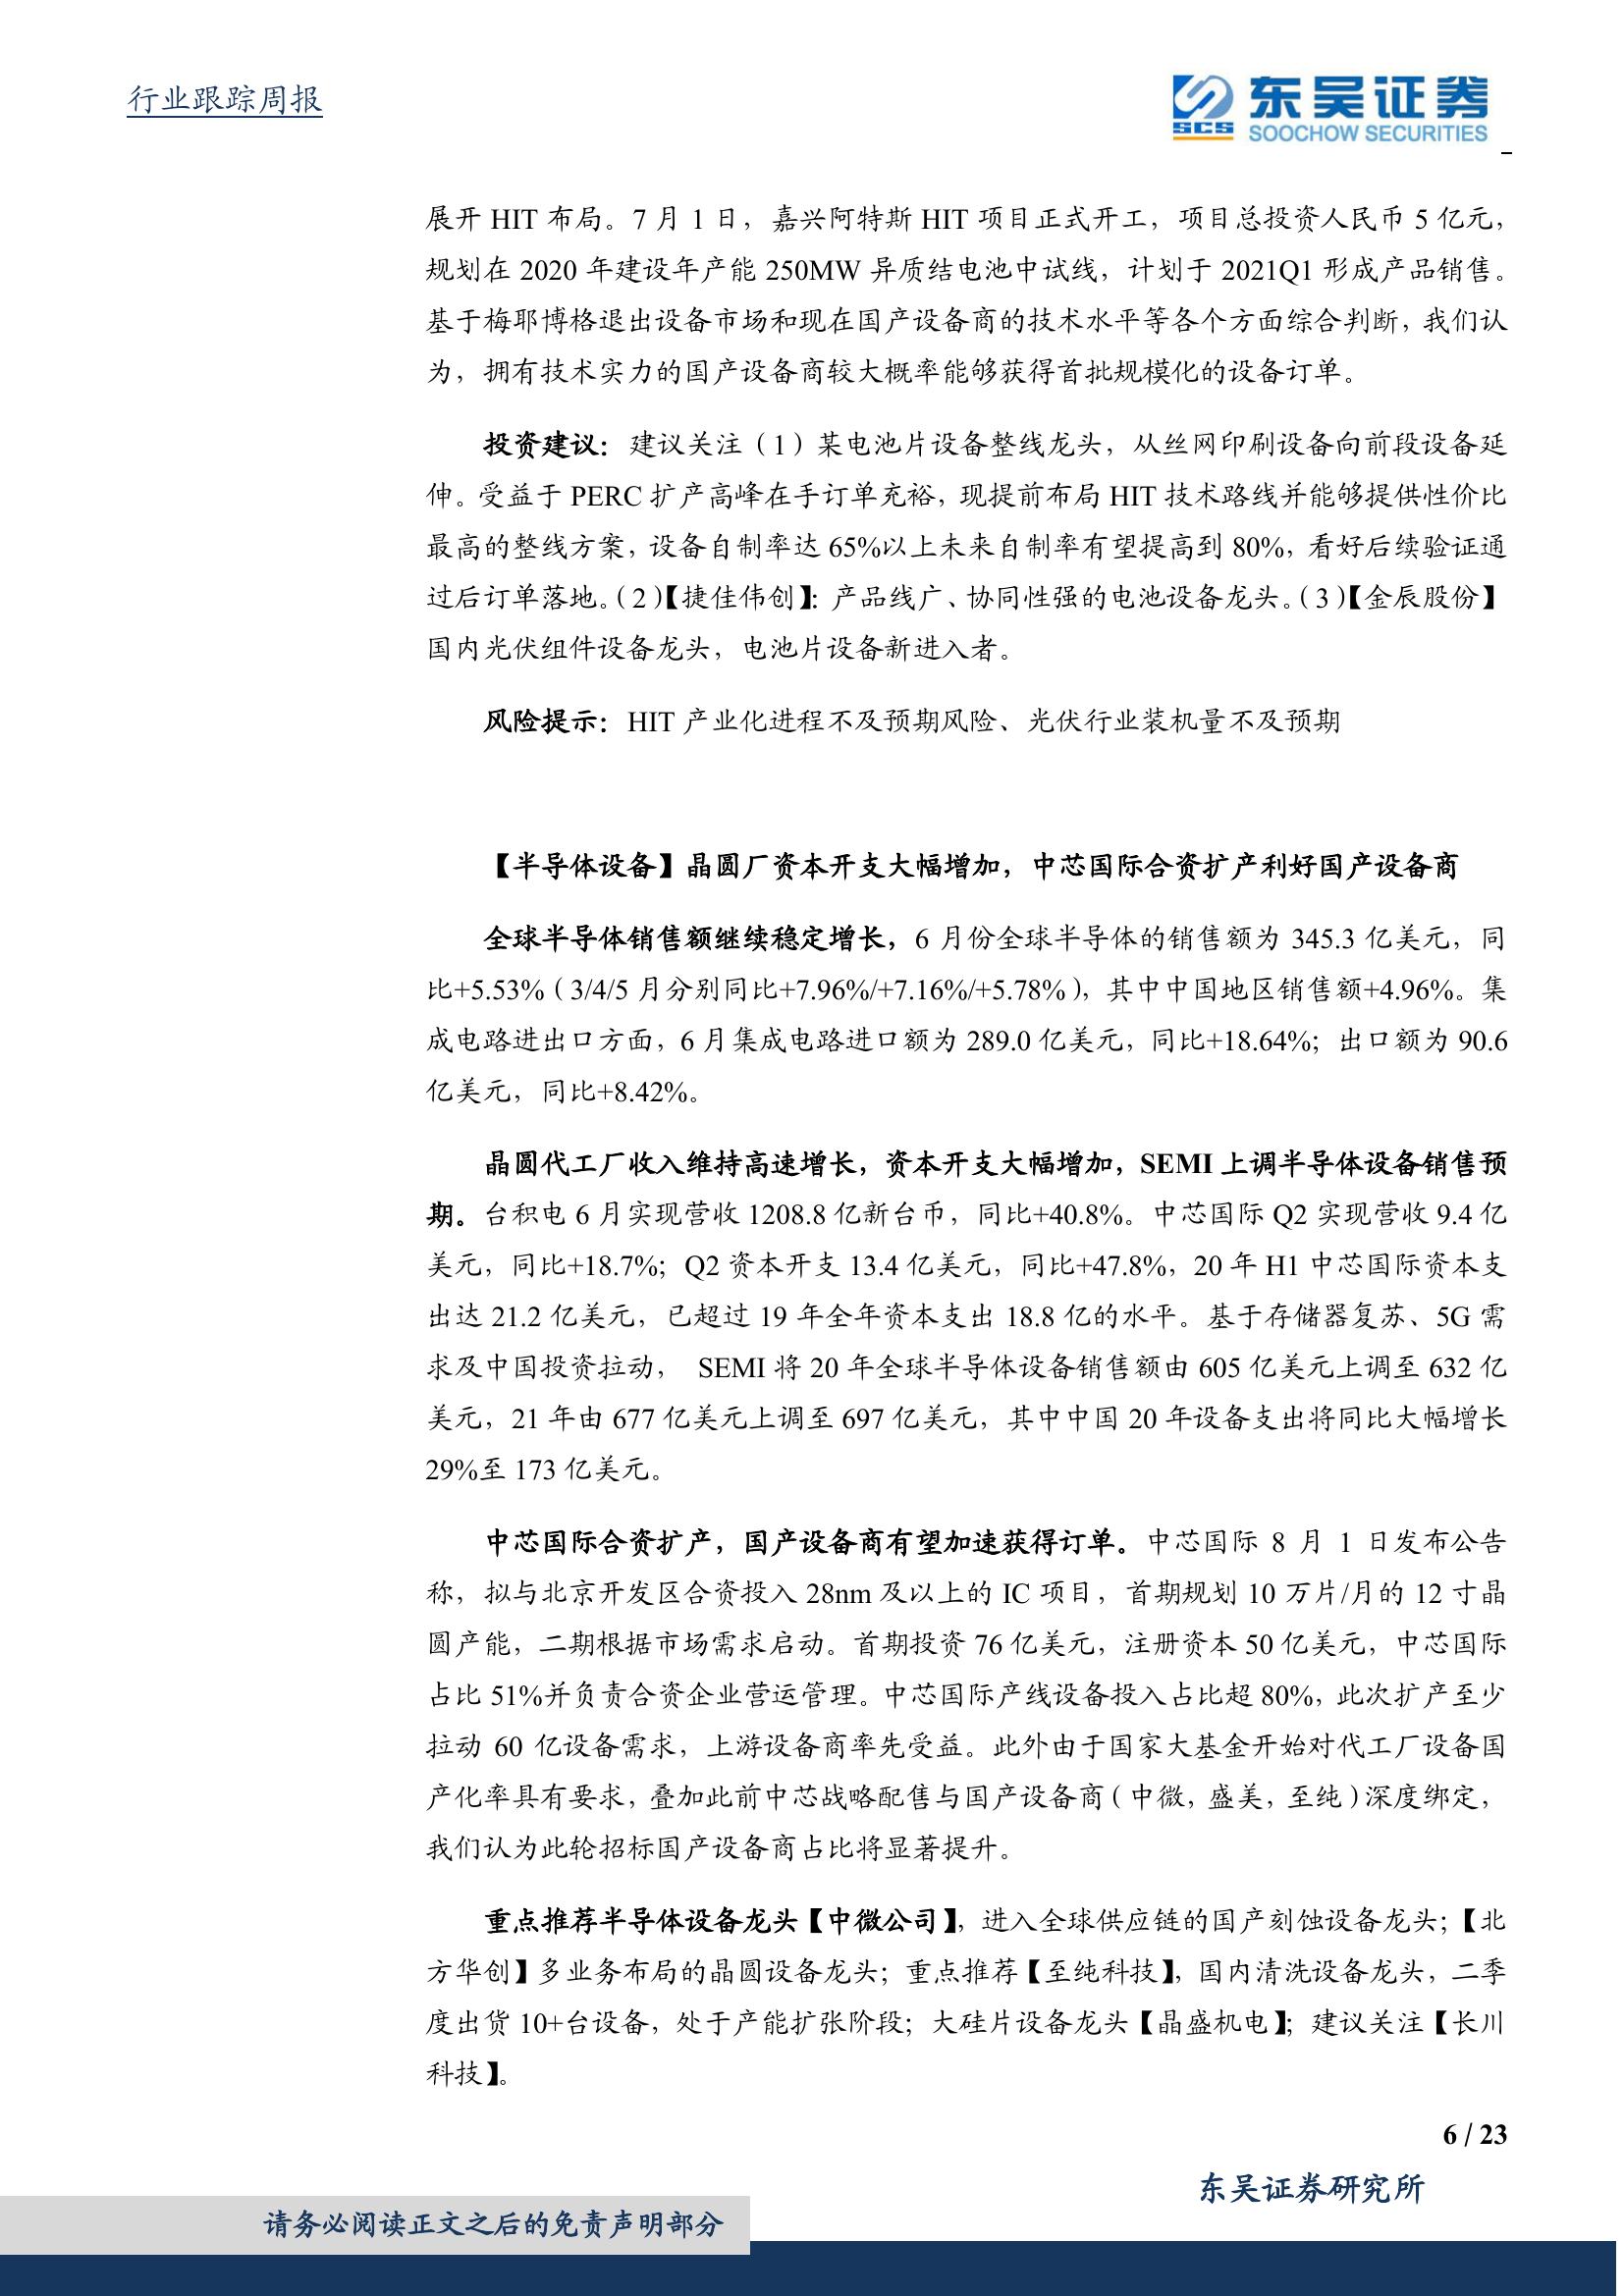 行业跟踪周报
SCS
东吴证券
SOOCHOW SECURITIES
展开 HIT 布局。7 月 1 日，嘉兴阿特斯 HIT 项目正式开工，项目总投资人民币 5 亿元，
规划在 2020 年建设年产能 250MW 异质结电池中试线，计划于 2021Q1 形成产品销售。
基于梅耶博格退出设备市场和现在国产设备商的技术水平等各个方面综合判断，我们认
为，拥有技术实力的国产设备商较大概率能够获得首批规模化的设备订单。
投资建议：建议关注（1）某电池片设备整线龙头，从丝网印刷设备向前段设备延
伸。受益于 PERC 扩产高峰在手订单充裕，现提前布局 HIT 技术路线并能够提供性价比
最高的整线方案，设备自制率达 65%以上未来自制率有望提高到 80%，看好后续验证通
过后订单落地。（2）【捷佳伟创】：产品线广、协同性强的电池设备龙头。（3）【金辰股份】
国内光伏组件设备龙头，电池片设备新进入者。
风险提示：HIT 产业化进程不及预期风险、光伏行业装机量不及预期
【半导体设备】晶圆厂资本开支大幅增加，中芯国际合资扩产利好国产设备商
全球半导体销售额继续稳定增长，6 月份全球半导体的销售额为 345.3 亿美元，同
比+5.53%（3/4/5 月分别同比+7.96%/+7.16%/+5.78%），其中中国地区销售额+4.96%。集
成电路进出口方面，6 月集成电路进口额为 289.0 亿美元，同比+18.64%；出口额为 90.6
亿美元，同比+8.42%。
晶圆代工厂收入维持高速增长，资本开支大幅增加，SEMI 上调半导体设备销售预
期。台积电 6 月实现营收 1208.8 亿新台币，同比+40.8%。中芯国际 Q2 实现营收 9.4 亿
美元，同比+18.7%；Q2 资本开支 13.4 亿美元，同比+47.8%，20 年 H1 中芯国际资本支
出达 21.2 亿美元，已超过 19 年全年资本支出 18.8 亿的水平。基于存储器复苏、5G 需
求及中国投资拉动， SEMI 将 20 年全球半导体设备销售额由 605 亿美元上调至 632 亿
美元，21 年由 677 亿美元上调至 697 亿美元，其中中国 20 年设备支出将同比大幅增长
29%至 173 亿美元。
中芯国际合资扩产，国产设备商有望加速获得订单。中芯国际 8 月 1 日发布公告
称，拟与北京开发区合资投入 28nm 及以上的 IC 项目，首期规划 10 万片/月的 12 寸晶
圆产能，二期根据市场需求启动。首期投资 76 亿美元，注册资本 50 亿美元，中芯国际
占比 51%并负责合资企业营运管理。中芯国际产线设备投入占比超 80%，此次扩产至少
拉动 60 亿设备需求，上游设备商率先受益。此外由于国家大基金开始对代工厂设备国
产化率具有要求，叠加此前中芯战略配售与国产设备商（中微，盛美，至纯）深度绑定，
我们认为此轮招标国产设备商占比将显著提升。
重点推荐半导体设备龙头【中微公司】，进入全球供应链的国产刻蚀设备龙头；【北
方华创】多业务布局的晶圆设备龙头；重点推荐【至纯科技】，国内清洗设备龙头，二季
度出货 10+台设备，处于产能扩张阶段；大硅片设备龙头【晶盛机电】；建议关注【长川
科技】。
6 / 23
东吴证券研究所
请务必阅读正文之后的免责声明部分